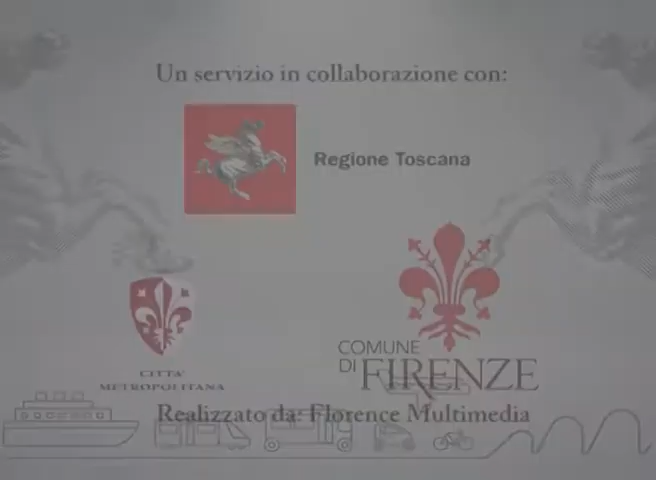 Un servizio in collaborazione con:
Regione Toscana
CITTA'
METROPOLITANA
COMUNE
DI FIRENZE
Realizzato da: Florence Multimedia